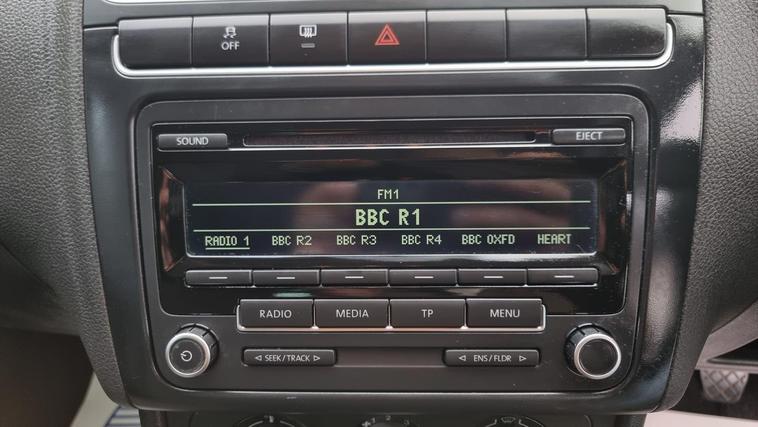 OFF
SOUND
EJECT
FM1
BBC R1
RADIO 1 BBC R2 BBC R3 BBC R4 BBC OXFD HEART
RADIO MEDIA TP MENU
SEEK / TRACK ENS / FLDR